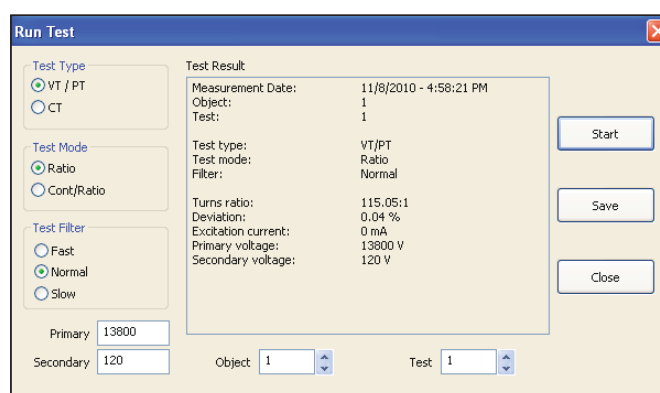 Run Test
Test Type
VT / PT
CT
Test Mode
Ratio
Cont/Ratio
Test Filter
Fast
Normal
Slow
Primary 13800
Secondary 120
Test Result
Measurement Date: 11/8/2010 - 4:58:21 PM
Object: 1
Test: 1
Test type: VT/PT
Test mode: Ratio
Filter: Normal
Turns ratio: 115.05:1
Deviation: 0.04 %
Excitation current: 0 mA
Primary voltage: 13800 V
Secondary voltage: 120 V
Object 1
Test 1
Start
Save
Close